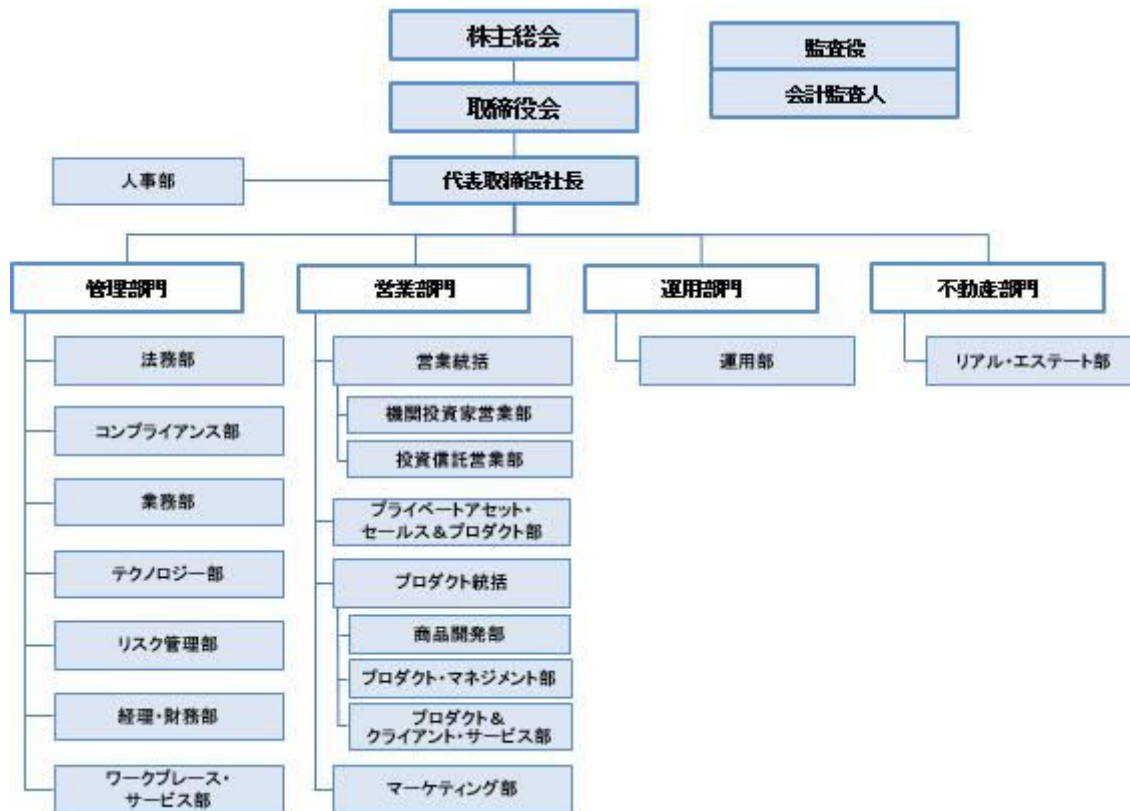 株主総会
監査役
取締役会
会計監査人
人事部
代表取締役社長
管理部門
営業部門
運用部門
不動産部門
法務部
コンプライアンス部
業務部
テクノロジー部
リスク管理部
経理・財務部
ワークプレース・
サービス部
営業統括
機関投資家営業部
投資信託営業部
プライベートアセット・
セールス&プロダクト部
プロダクト統括
商品開発部
プロダクト・マネジメント部
プロダクト&
クライアント・サービス部
マーケティング部
運用部
リアル・エステート部